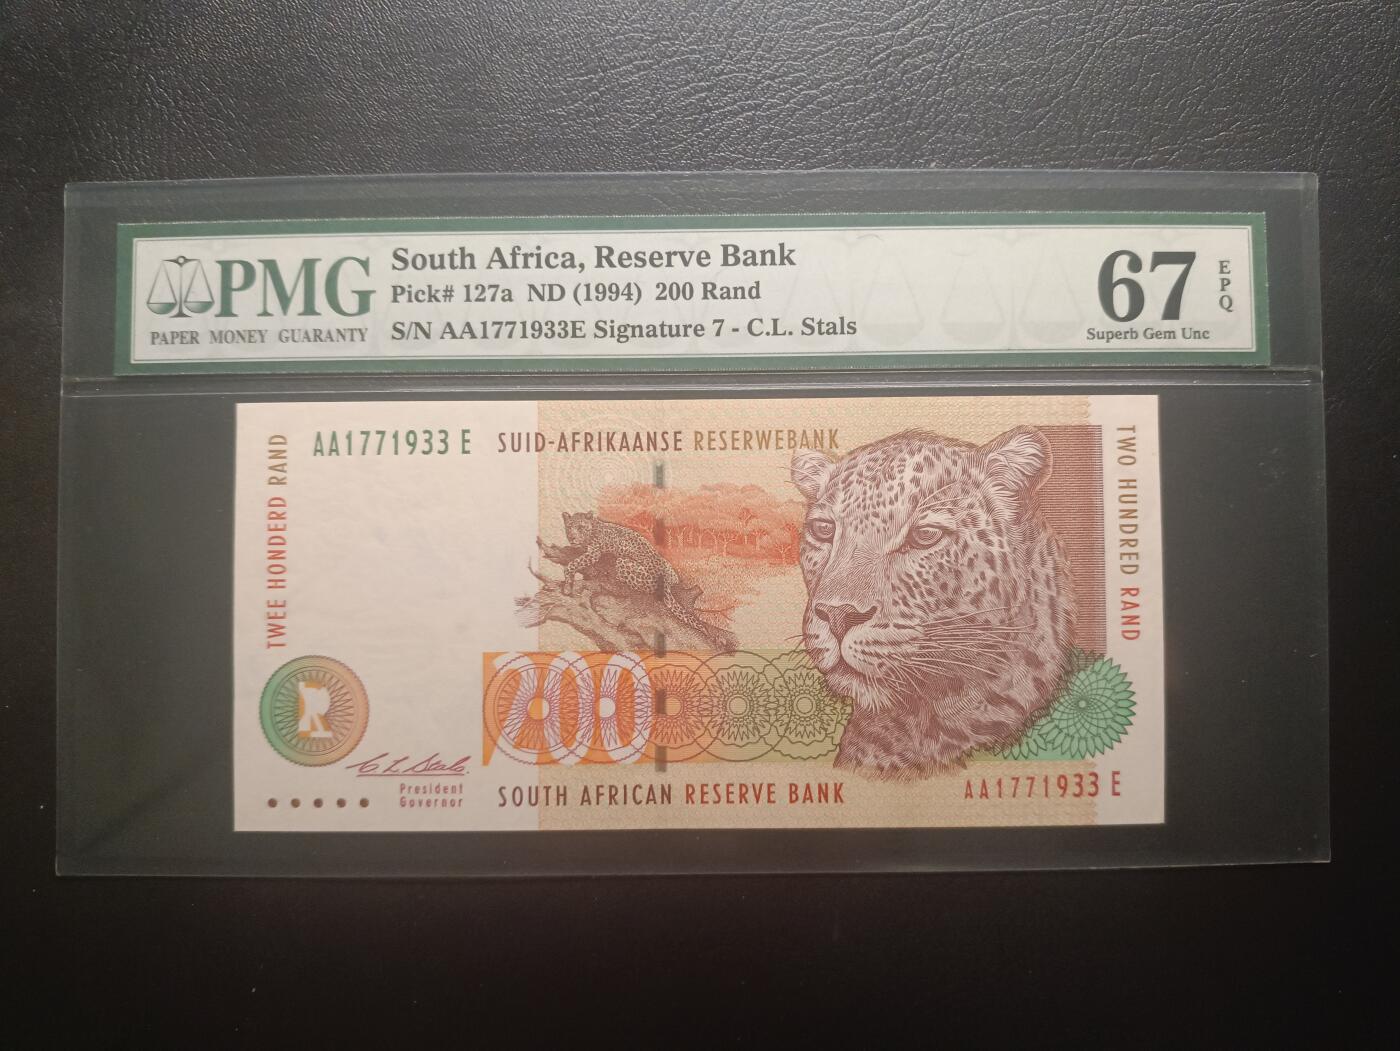 PMG
PAPER MONEY GUARANTY
South Africa, Reserve Bank
Pick# 127a ND (1994) 200 Rand
S/N AA1771933E Signature 7 - C.L. Stals
67
EPQ
Superb Gem Unc
TWEE HONDERD RAND
AA1771933 E
SUID-AFRIKAANSE RESERWEBANK
TWO HUNDRED RAND
R
200
C L Stals.
President
Governor
SOUTH AFRICAN RESERVE BANK
AA1771933 E